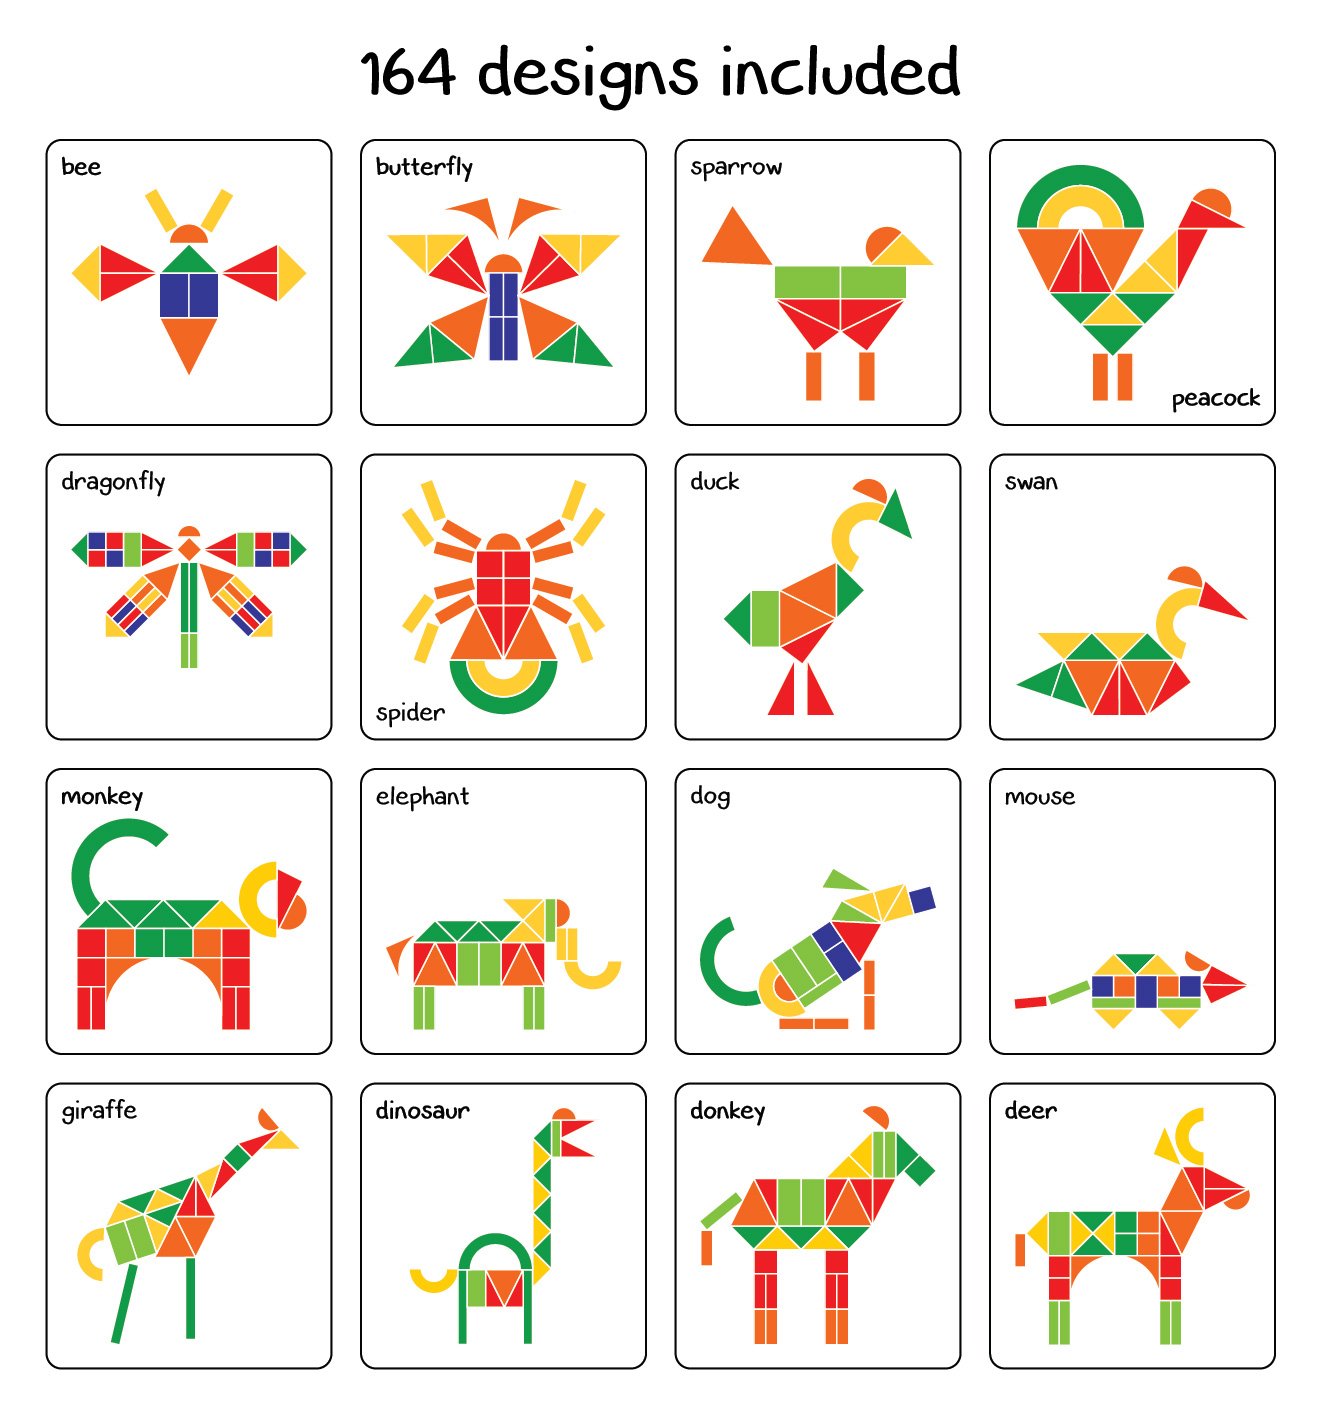 164 designs included
bee
butterfly
sparrow
peacock
dragonfly
spider
duck
swan
monkey
elephant
dog
mouse
giraffe
dinosaur
donkey
deer